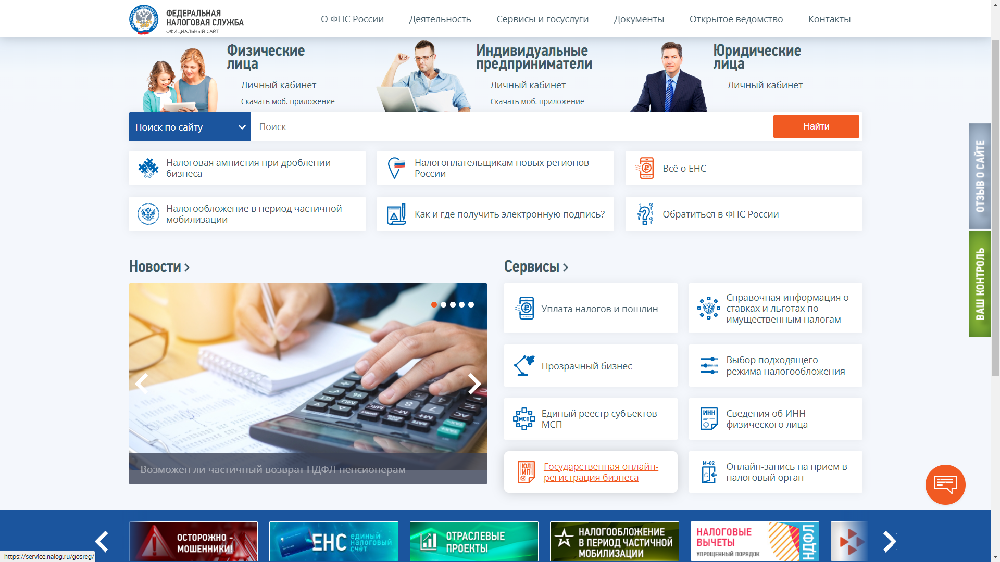 ФЕДЕРАЛЬНАЯ
НАЛОГОВАЯ СЛУЖБА
ОФИЦИАЛЬНЫЙ САЙТ
О ФНС России
Деятельность
Сервисы и госуслуги
Документы
Открытое ведомство
Контакты
Физические
лица
Личный кабинет
Скачать моб. приложение
Индивидуальные
предприниматели
Личный кабинет
Скачать моб. приложение
Юридические
лица
Личный кабинет
Поиск по сайту
Поиск
Найти
Налоговая амнистия при дроблении
бизнеса
Налогоплательщикам новых регионов
России
Всё о ЕНС
Налогообложение в период частичной
мобилизации
Как и где получить электронную подпись?
Обратиться в ФНС России
ОТЗЫВ О САЙТЕ
ВАШ КОНТРОЛЬ
Новости
Возможен ли частичный возврат НДФЛ пенсионерам
Сервисы
Уплата налогов и пошлин
Справочная информация о
ставках и льготах по
имущественным налогам
Прозрачный бизнес
Выбор подходящего
режима налогообложения
МСП
Единый реестр субъектов
МСП
ИНН
Сведения об ИНН
физического лица
ЮЛ
ИП
Государственная онлайн-
регистрация бизнеса
М-02
Онлайн-запись на прием в
налоговый орган
ОСТОРОЖНО -
МОШЕННИКИ!
ЕНС
единый
налоговый
счет
ОТРАСЛЕВЫЕ
ПРОЕКТЫ
НАЛОГООБЛОЖЕНИЕ
В ПЕРИОД ЧАСТИЧНОЙ
МОБИЛИЗАЦИИ
НАЛОГОВЫЕ
ВЫЧЕТЫ
УПРОЩЕННЫЙ ПОРЯДОК
НДФЛ
https://service.nalog.ru/gosreg/